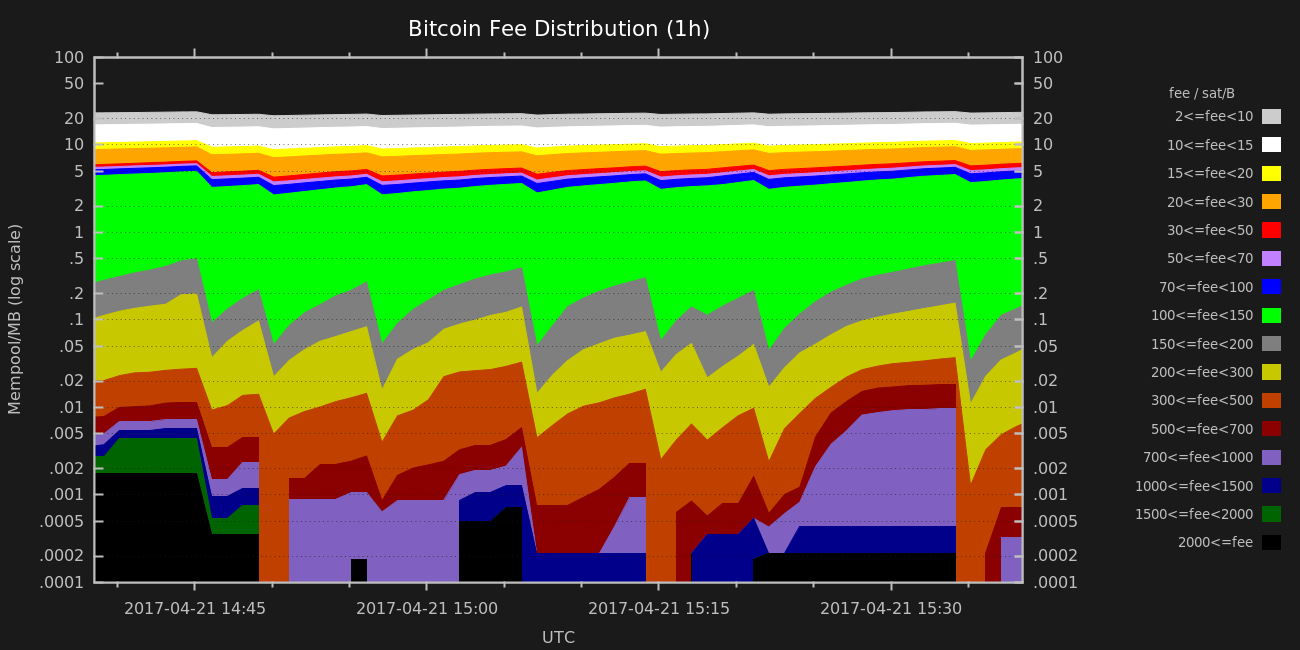 Bitcoin Fee Distribution (1h)
Mempool/MB (log scale)
100
50
20
10
5
2
1
.5
.2
.1
.05
.02
.01
.005
.002
.001
.0005
.0002
.0001
100
50
20
10
5
2
1
.5
.2
.1
.05
.02
.01
.005
.002
.001
.0005
.0002
.0001
2017-04-21 14:45
2017-04-21 15:00
2017-04-21 15:15
2017-04-21 15:30
UTC
fee / sat/B
2<=fee<10
10<=fee<15
15<=fee<20
20<=fee<30
30<=fee<50
50<=fee<70
70<=fee<100
100<=fee<150
150<=fee<200
200<=fee<300
300<=fee<500
500<=fee<700
700<=fee<1000
1000<=fee<1500
1500<=fee<2000
2000<=fee